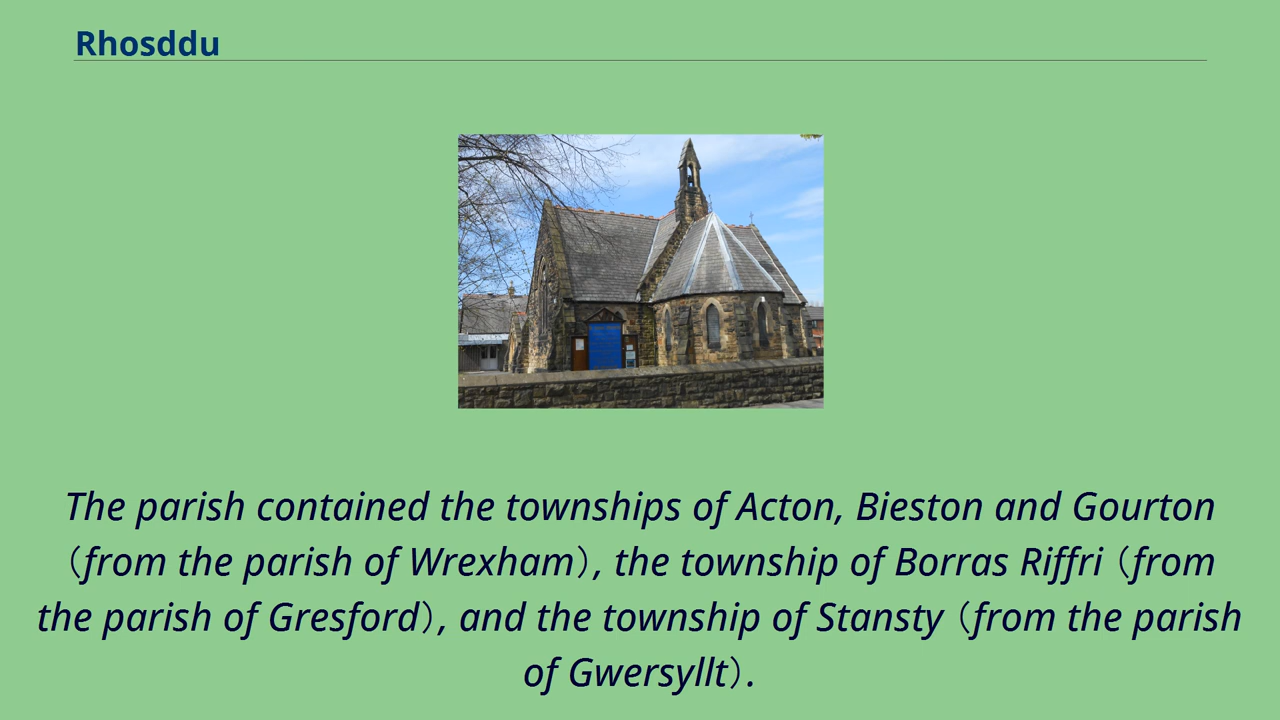 Rhosddu
The parish contained the townships of Acton, Bieston and Gourton
（from the parish of Wrexham）, the township of Borras Riffri （from
the parish of Gresford）, and the township of Stansty （from the parish
of Gwersyllt）.